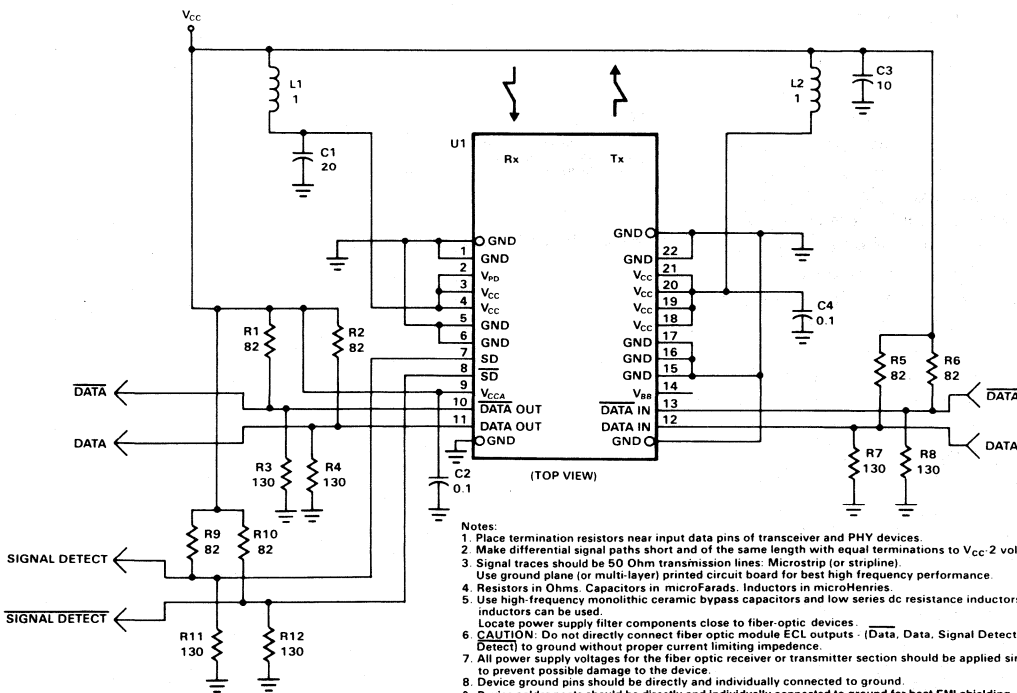 VCC
L1
1
C1
20
L2
1
C3
10
U1
Rx
Tx
GND
1
GND
2
VPD
3
VCC
4
VCC
5
GND
6
GND
7
SD
8
SD
9
VCCA
10
DATA OUT
11
DATA OUT
GND
GND
22
GND
21
VCC
20
VCC
19
VCC
18
VCC
17
GND
16
GND
15
GND
14
VBB
13
DATA IN
12
DATA IN
GND
(TOP VIEW)
C4
0.1
R1
82
R2
82
R5
82
R6
82
DATA
DATA
DATA
DATA
R3
130
R4
130
C2
0.1
R7
130
R8
130
R9
82
R10
82
SIGNAL DETECT
SIGNAL DETECT
R11
130
R12
130
Notes:
1. Place termination resistors near input data pins of transceiver and PHY devices.
2. Make differential signal paths short and of the same length with equal terminations to VCC-2
3. Signal traces should be 50 Ohm transmission lines: Microstrip (or stripline).
Use ground plane (or multi-layer) printed circuit board for best high frequency performance.
4. Resistors in Ohms. Capacitors in microFarads. Inductors in microHenries.
5. Use high-frequency monolithic ceramic bypass capacitors and low series dc resistance inductors
inductors can be used.
Locate power supply filter components close to fiber-optic devices.
6. CAUTION: Do not directly connect fiber optic module ECL outputs - (Data, Data, Signal Detect
Detect) to ground without proper current limiting impedence.
7. All power supply voltages for the fiber optic receiver or transmitter section should be applied
to prevent possible damage to the device.
8. Device ground pins should be directly and individually connected to ground.